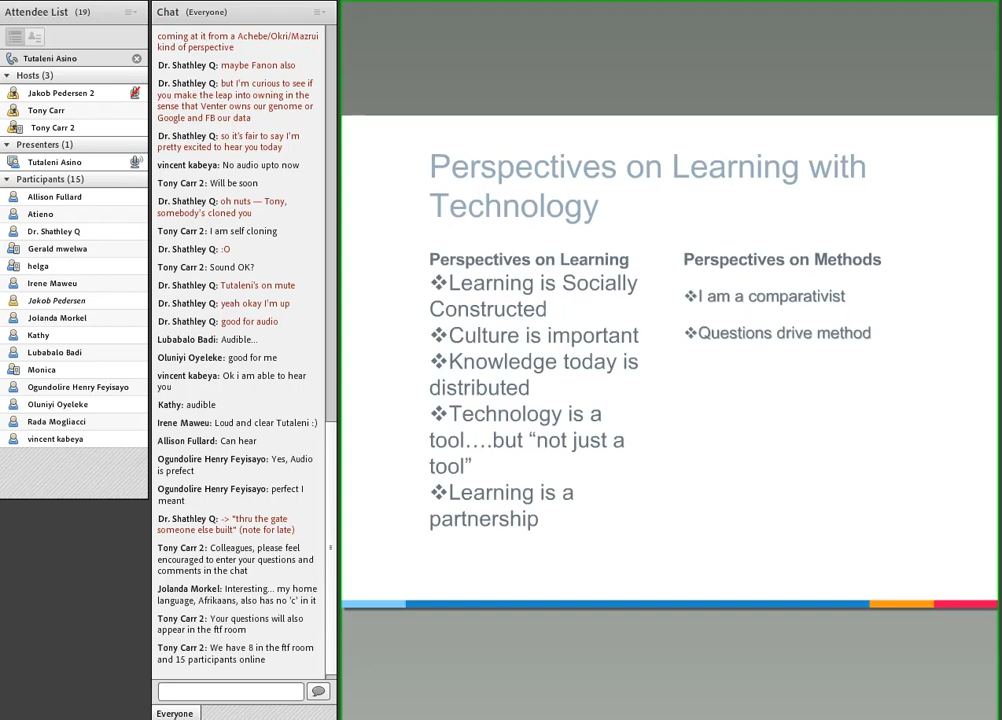 Attendee List (19)
Tutaleni Asino
Hosts (3)
Jakob Pedersen 2
Tony Carr
Tony Carr 2
Presenters (1)
Tutaleni Asino
Participants (15)
Allison Fullard
Atieno
Dr. Shathley Q
Gerald mwelwa
helga
Irene Maweu
Jakob Pedersen
Jolanda Morkel
Kathy
Lubabalo Badi
Monica
Ogundolire Henry Feyisayo
Oluniyi Oyeleke
Rada Mogliacci
vincent kabeya
Chat (Everyone)
coming at it from a Achebe/Okri/Mazrui
kind of perspective
Dr. Shathley Q: maybe Fanon also
Dr. Shathley Q: but I'm curious to see if
you make the leap into owning in the
sense that Venter owns our genome or
Google and FB our data
Dr. Shathley Q: so it's fair to say I'm
pretty excited to hear you today
vincent kabeya: No audio upto now
Tony Carr 2: Will be soon
Dr. Shathley Q: oh nuts — Tony,
somebody's cloned you
Tony Carr 2: I am self cloning
Dr. Shathley Q: :O
Tony Carr 2: Sound OK?
Dr. Shathley Q: Tutaleni's on mute
Dr. Shathley Q: yeah okay I'm up
Dr. Shathley Q: good for audio
Lubabalo Badi: Audible...
Oluniyi Oyeleke: good for me
vincent kabeya: Ok i am able to hear
you
Kathy: audible
Irene Maweu: Loud and clear Tutaleni :)
Allison Fullard: Can hear
Ogundolire Henry Feyisayo: Yes, Audio
is prefect
Ogundolire Henry Feyisayo: perfect I
meant
Dr. Shathley Q: -> "thru the gate
someone else built" (note for late)
Tony Carr 2: Colleagues, please feel
encouraged to enter your questions and
comments in the chat
Jolanda Morkel: Interesting... my home
language, Afrikaans, also has no 'c' in it
Tony Carr 2: Your questions will also
appear in the ftf room
Tony Carr 2: We have 8 in the ftf room
and 15 participants online
Everyone
Perspectives on Learning with
Technology
Perspectives on Learning
❖Learning is Socially
Constructed
❖Culture is important
❖Knowledge today is
distributed
❖Technology is a
tool….but “not just a
tool”
❖Learning is a
partnership
Perspectives on Methods
❖I am a comparativist
❖Questions drive method